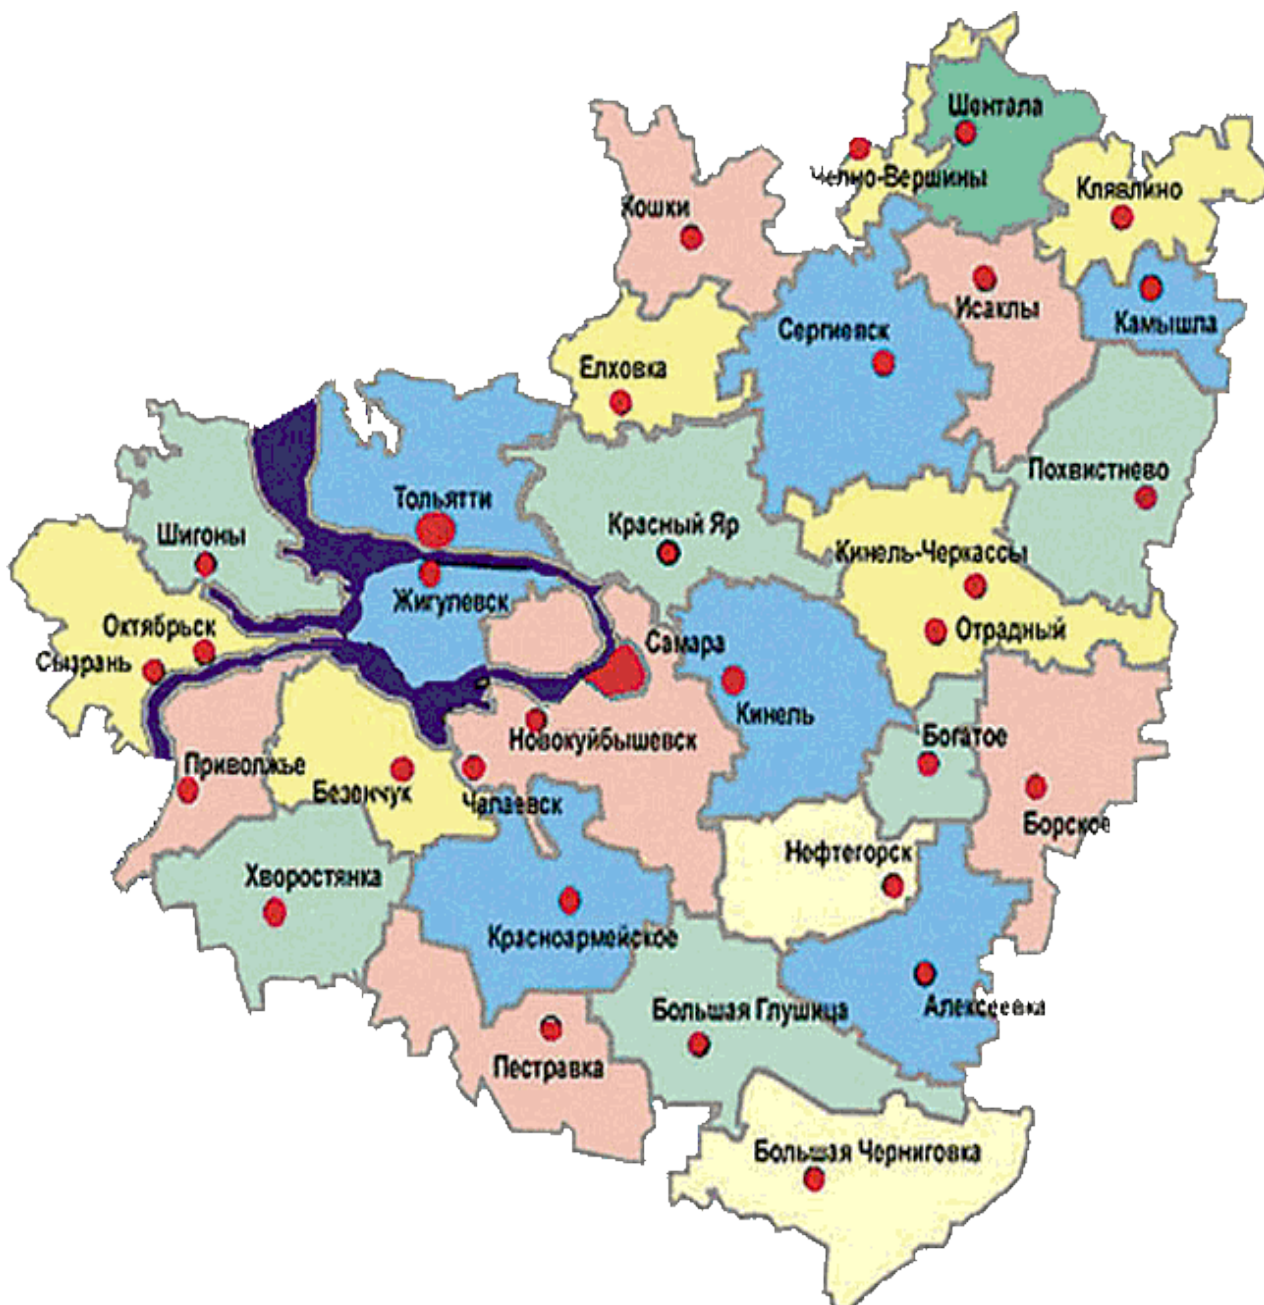 Шентала
Челно-Вершины
Клявлино
Кошки
Исаклы
Камышла
Сергиевск
Елховка
Похвистнево
Тольятти
Красный Яр
Шигоны
Кинель-Черкассы
Жигулевск
Октябрьск
Отрадный
Самара
Сызрань
Кинель
Богатое
Новокуйбышевск
Приволжье
Безенчук
Чапаевск
Борское
Нефтегорск
Хворостянка
Красноармейское
Алексеевка
Большая Глушица
Пестравка
Большая Черниговка